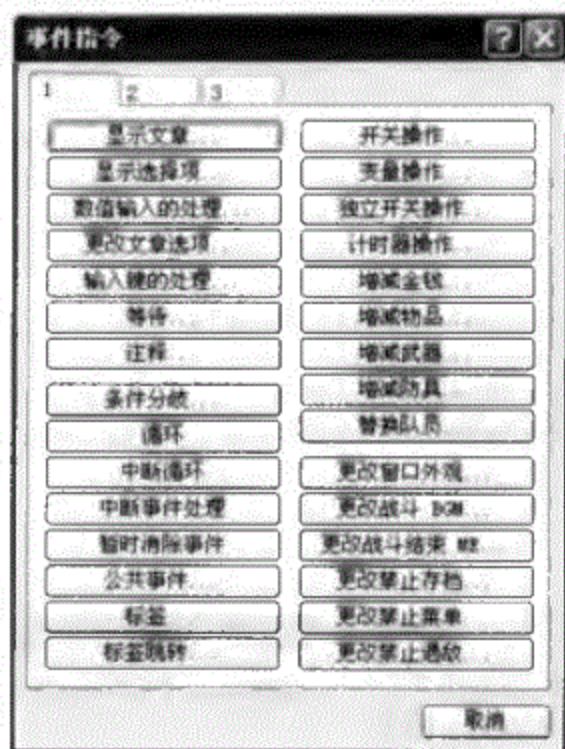 事件指令
1 2 3
显示文章
显示选择项
数值输入的处理
更改文章选项
输入键的处理
等待
注释
条件分歧
循环
中断循环
中断事件处理
暂时消除事件
公共事件
标签
标签跳转
开关操作
变量操作
独立开关操作
计时器操作
增减金钱
增减物品
增减武器
增减防具
替换队员
更改窗口外观
更改战斗 BGM
更改战斗结束 ME
更改禁止存档
更改禁止菜单
更改禁止遇敌
取消